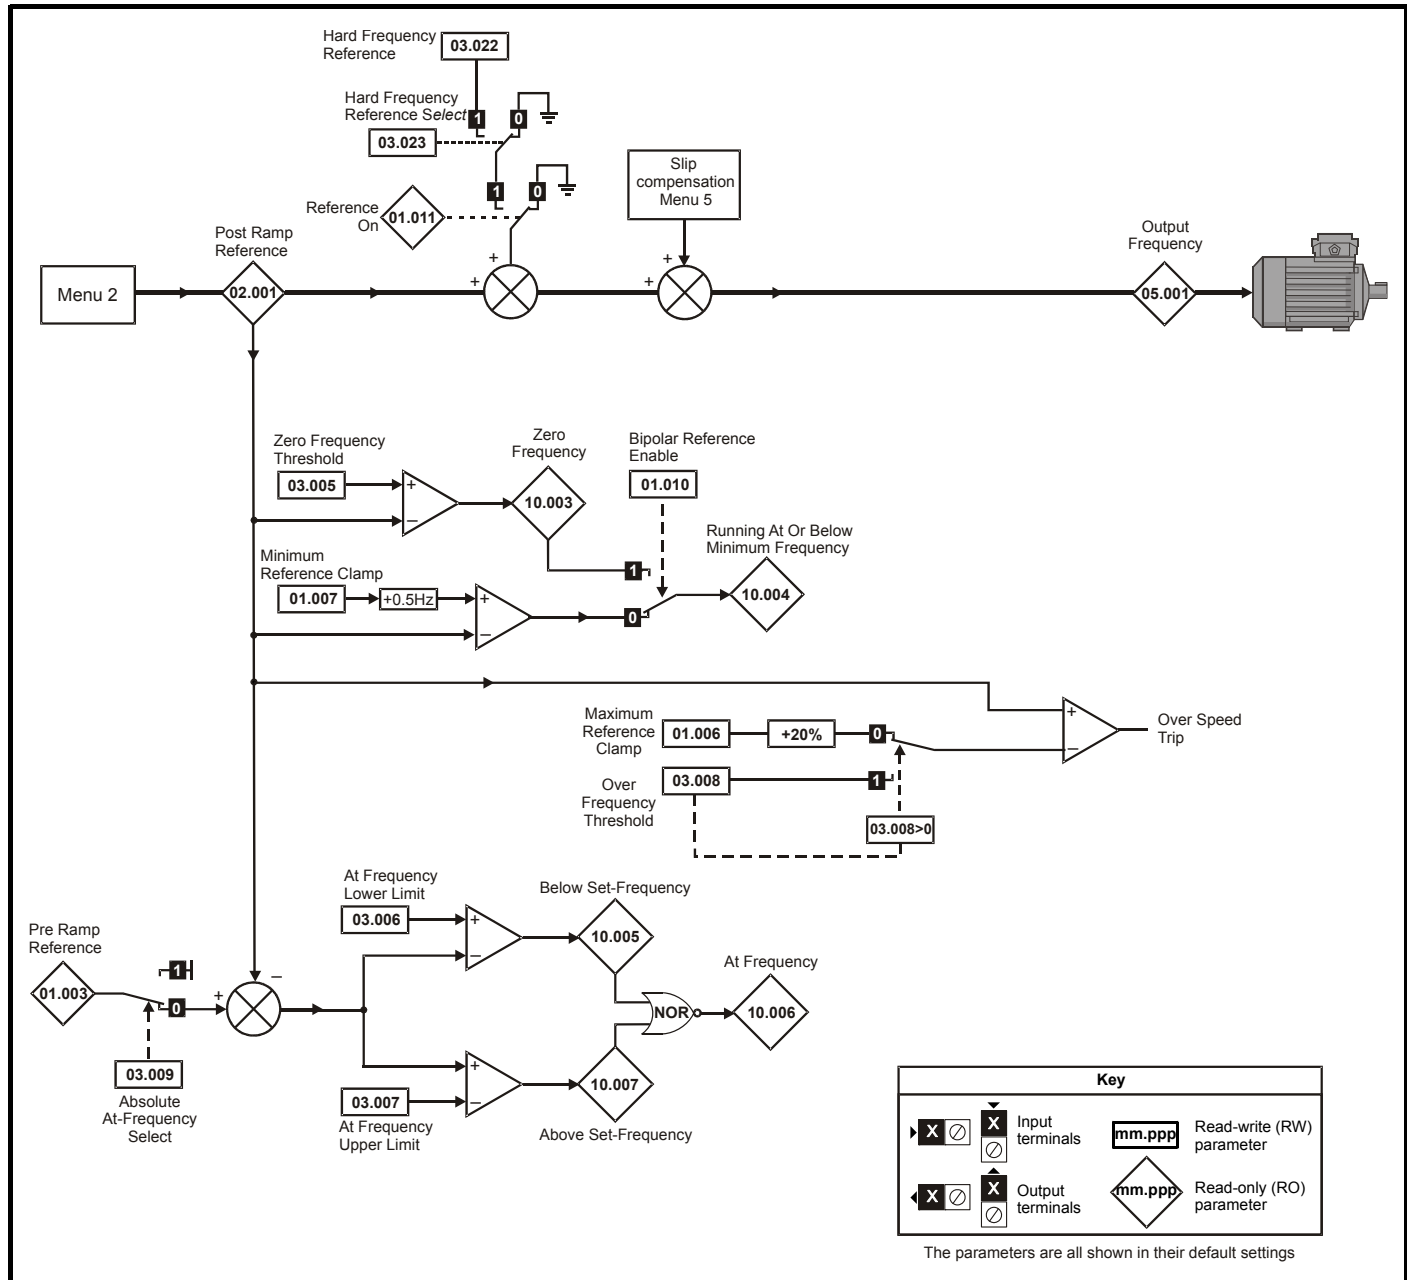 Hard Frequency
Reference
03.022
Hard Frequency
Reference Select
1
0
03.023
1
0
Reference
On
01.011
Slip
compensation
Menu 5
Post Ramp
Reference
Output
Frequency
+
+
+
+
Menu 2
02.001
05.001
Zero Frequency
Threshold
03.005
+
–
Zero
Frequency
10.003
Bipolar Reference
Enable
01.010
Running At Or Below
Minimum Frequency
1
0
10.004
Minimum
Reference Clamp
01.007
+0.5Hz
+
–
Maximum
Reference
Clamp
01.006
+20%
0
+
–
Over Speed
Trip
Over
Frequency
Threshold
03.008
1
03.008>0
At Frequency
Lower Limit
03.006
+
–
Below Set-Frequency
10.005
Pre Ramp
Reference
01.003
1
0
+
–
At Frequency
NOR
10.006
03.009
Absolute
At-Frequency
Select
03.007
At Frequency
Upper Limit
+
–
10.007
Above Set-Frequency
Key
X
X
Input
terminals
mm.ppp
Read-write (RW)
parameter
X
X
Output
terminals
mm.ppp
Read-only (RO)
parameter
The parameters are all shown in their default settings